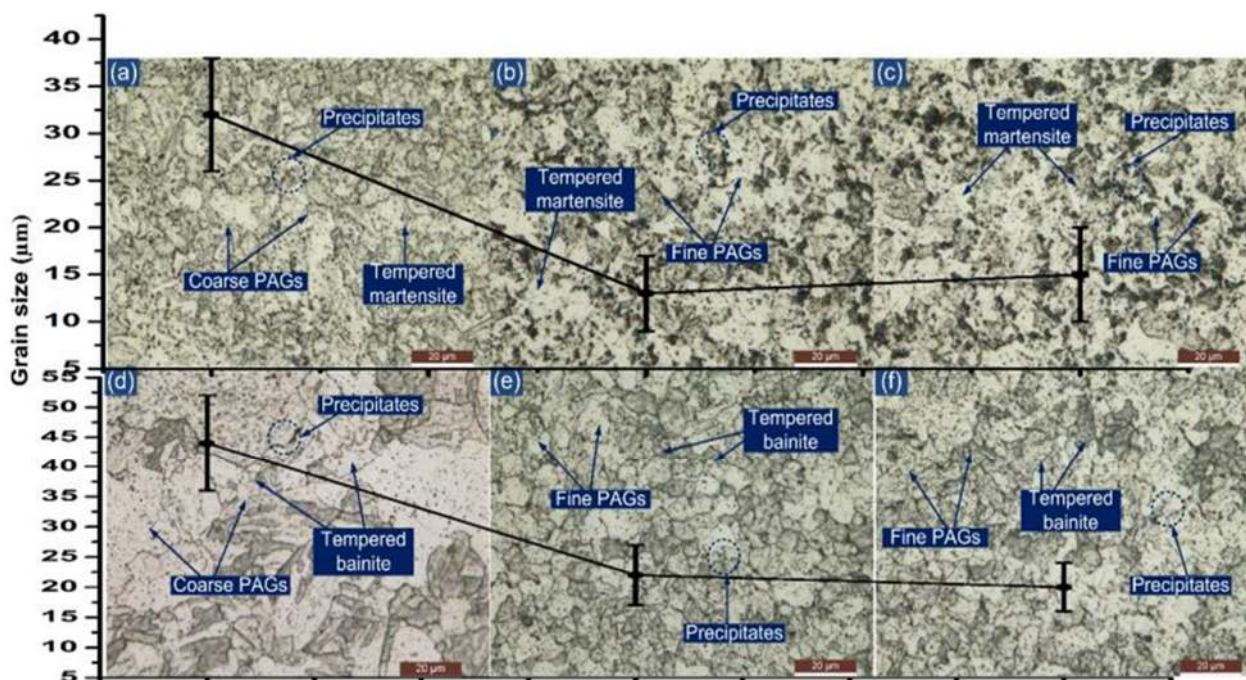 Grain size (µm)
40
35
30
25
20
15
10
5
(a)
Precipitates
Coarse PAGs
Tempered
martensite
20 µm
(b)
Precipitates
Tempered
martensite
Fine PAGs
20 µm
(c)
Tempered
martensite
Precipitates
Fine PAGs
20 µm
55
50
45
40
35
30
25
20
15
10
5
(d)
Precipitates
Tempered
bainite
Coarse PAGs
20 µm
(e)
Tempered
bainite
Fine PAGs
Precipitates
20 µm
(f)
Tempered
bainite
Fine PAGs
Precipitates
20 µm